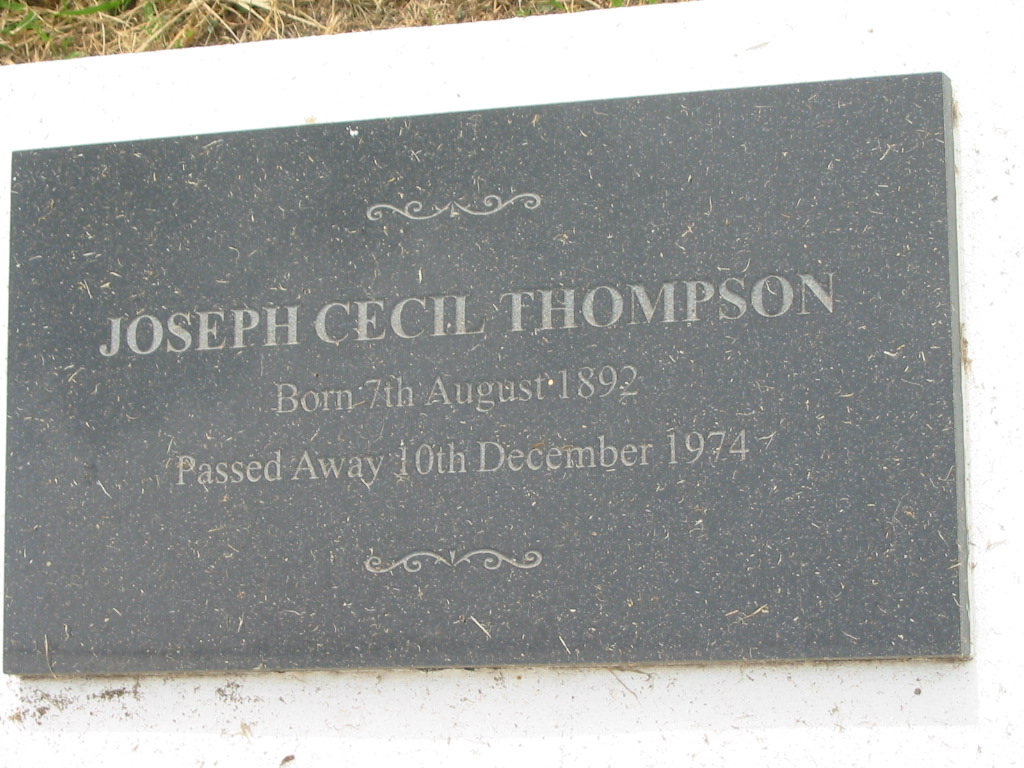 JOSEPH CECIL THOMPSON
Born 7th August 1892
Passed Away 10th December 1974